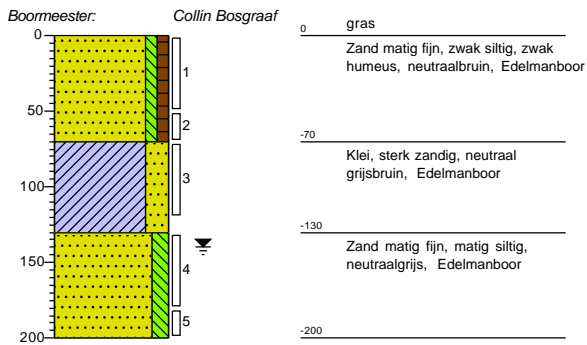 Boormeester: Collin Bosgraaf
0
50
100
150
200
1
2
3
4
5
0 gras
Zand matig fijn, zwak siltig, zwak
humeus, neutraalbruin, Edelmanboor
-70
Klei, sterk zandig, neutraal
grijsbruin, Edelmanboor
-130
Zand matig fijn, matig siltig,
neutraalgrijs, Edelmanboor
-200